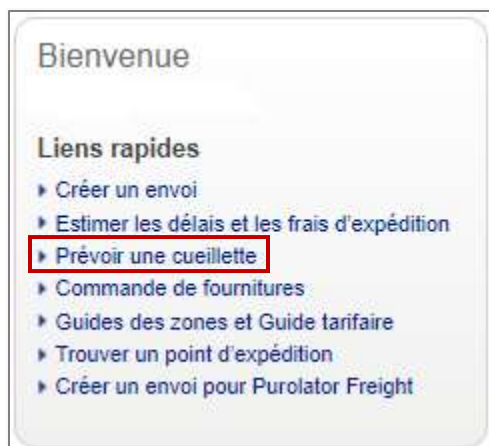 Bienvenue
Liens rapides
Créer un envoi
Estimer les délais et les frais d'expédition
Prévoir une cueillette
Commande de fournitures
Guides des zones et Guide tarifaire
Trouver un point d'expédition
Créer un envoi pour Purolator Freight